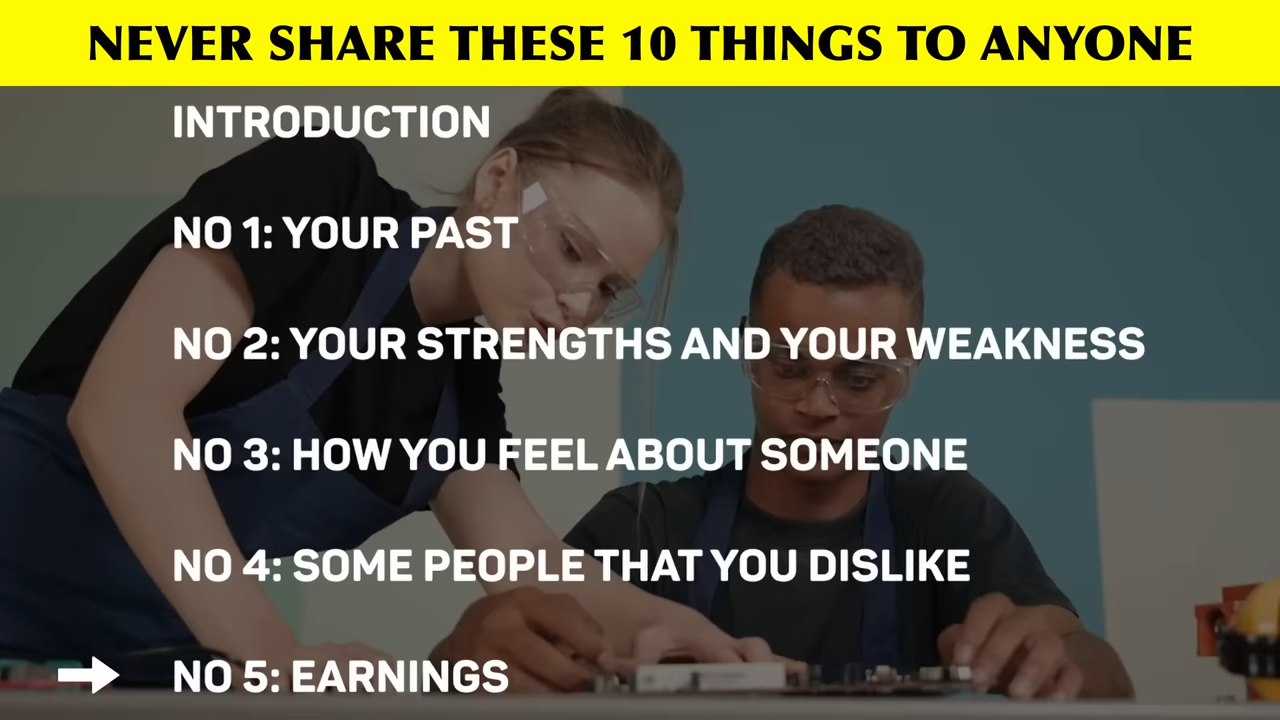 NEVER SHARE THESE 10 THINGS TO ANYONE
INTRODUCTION
NO 1: YOUR PAST
NO 2: YOUR STRENGTHS AND YOUR WEAKNESS
NO 3: HOW YOU FEEL ABOUT SOMEONE
NO 4: SOME PEOPLE THAT YOU DISLIKE
NO 5: EARNINGS